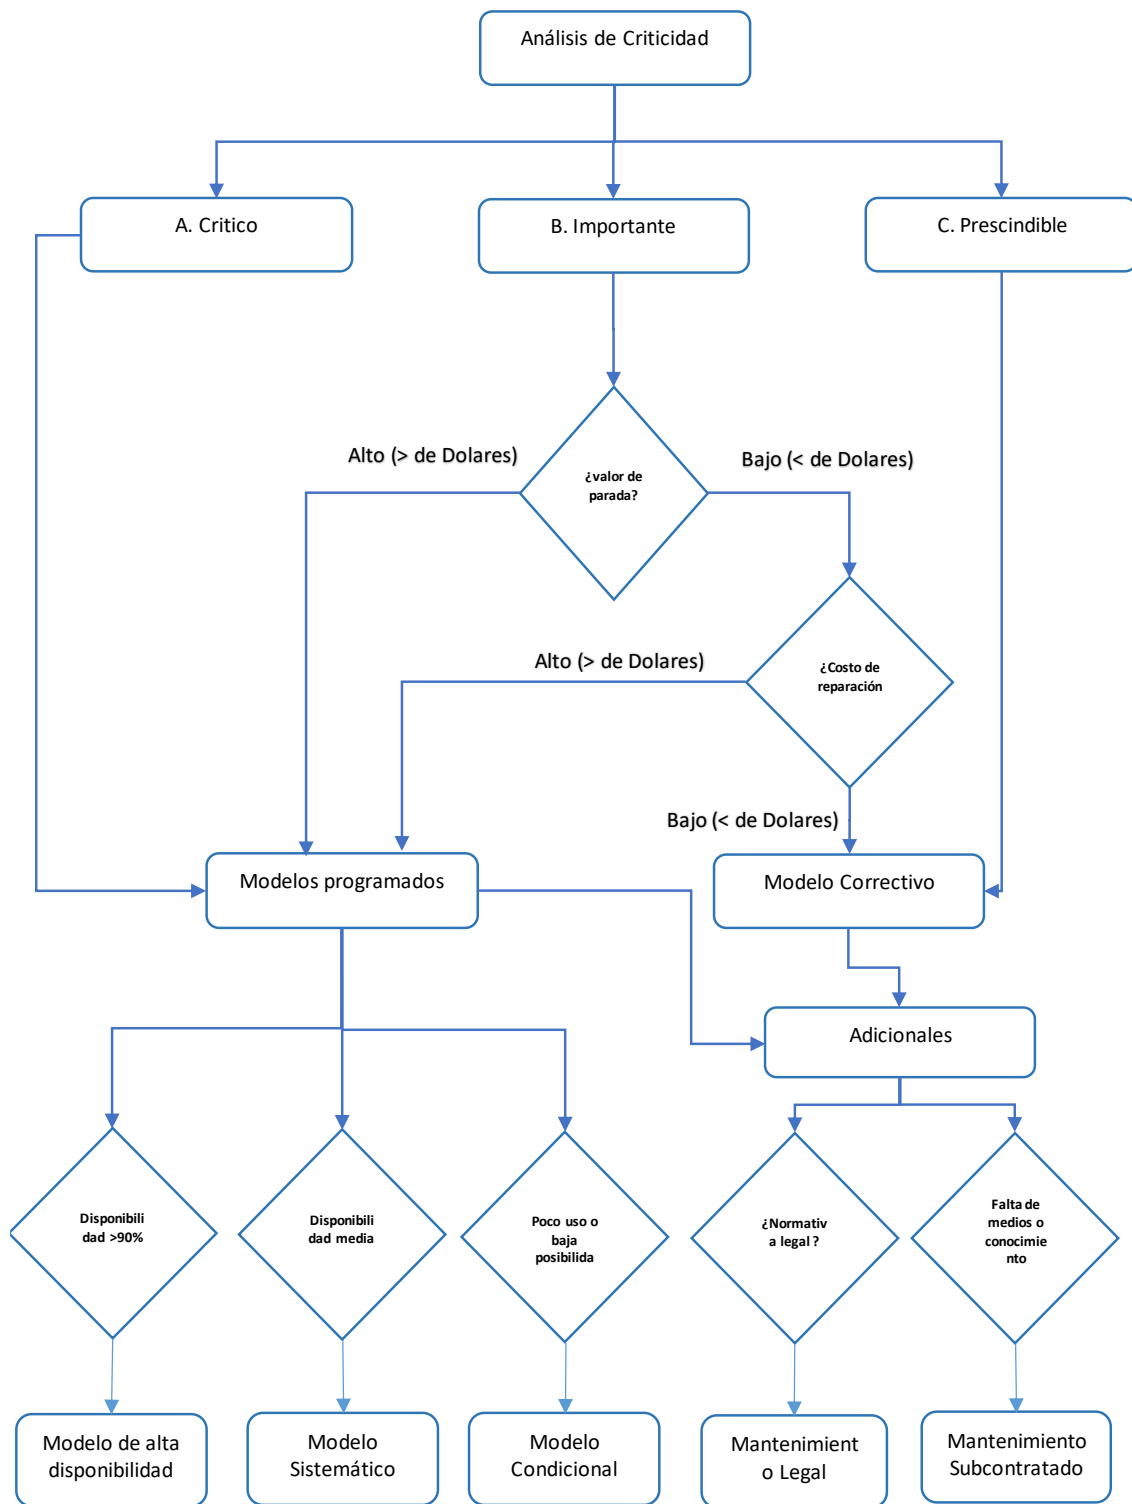 Análisis de Criticidad
A. Critico
B. Importante
C. Prescindible
Alto (> de Dolares)
Bajo (< de Dolares)
¿valor de
parada?
Alto (> de Dolares)
¿Costo de
reparación
Bajo (< de Dolares)
Modelos programados
Modelo Correctivo
Adicionales
Disponibili
dad >90%
Disponibili
dad media
Poco uso o
baja
posibilida
¿Normativ
a legal ?
Falta de
medios o
conocimie
nto
Modelo de alta
disponibilidad
Modelo
Sistemático
Modelo
Condicional
Mantenimient
o Legal
Mantenimiento
Subcontratado